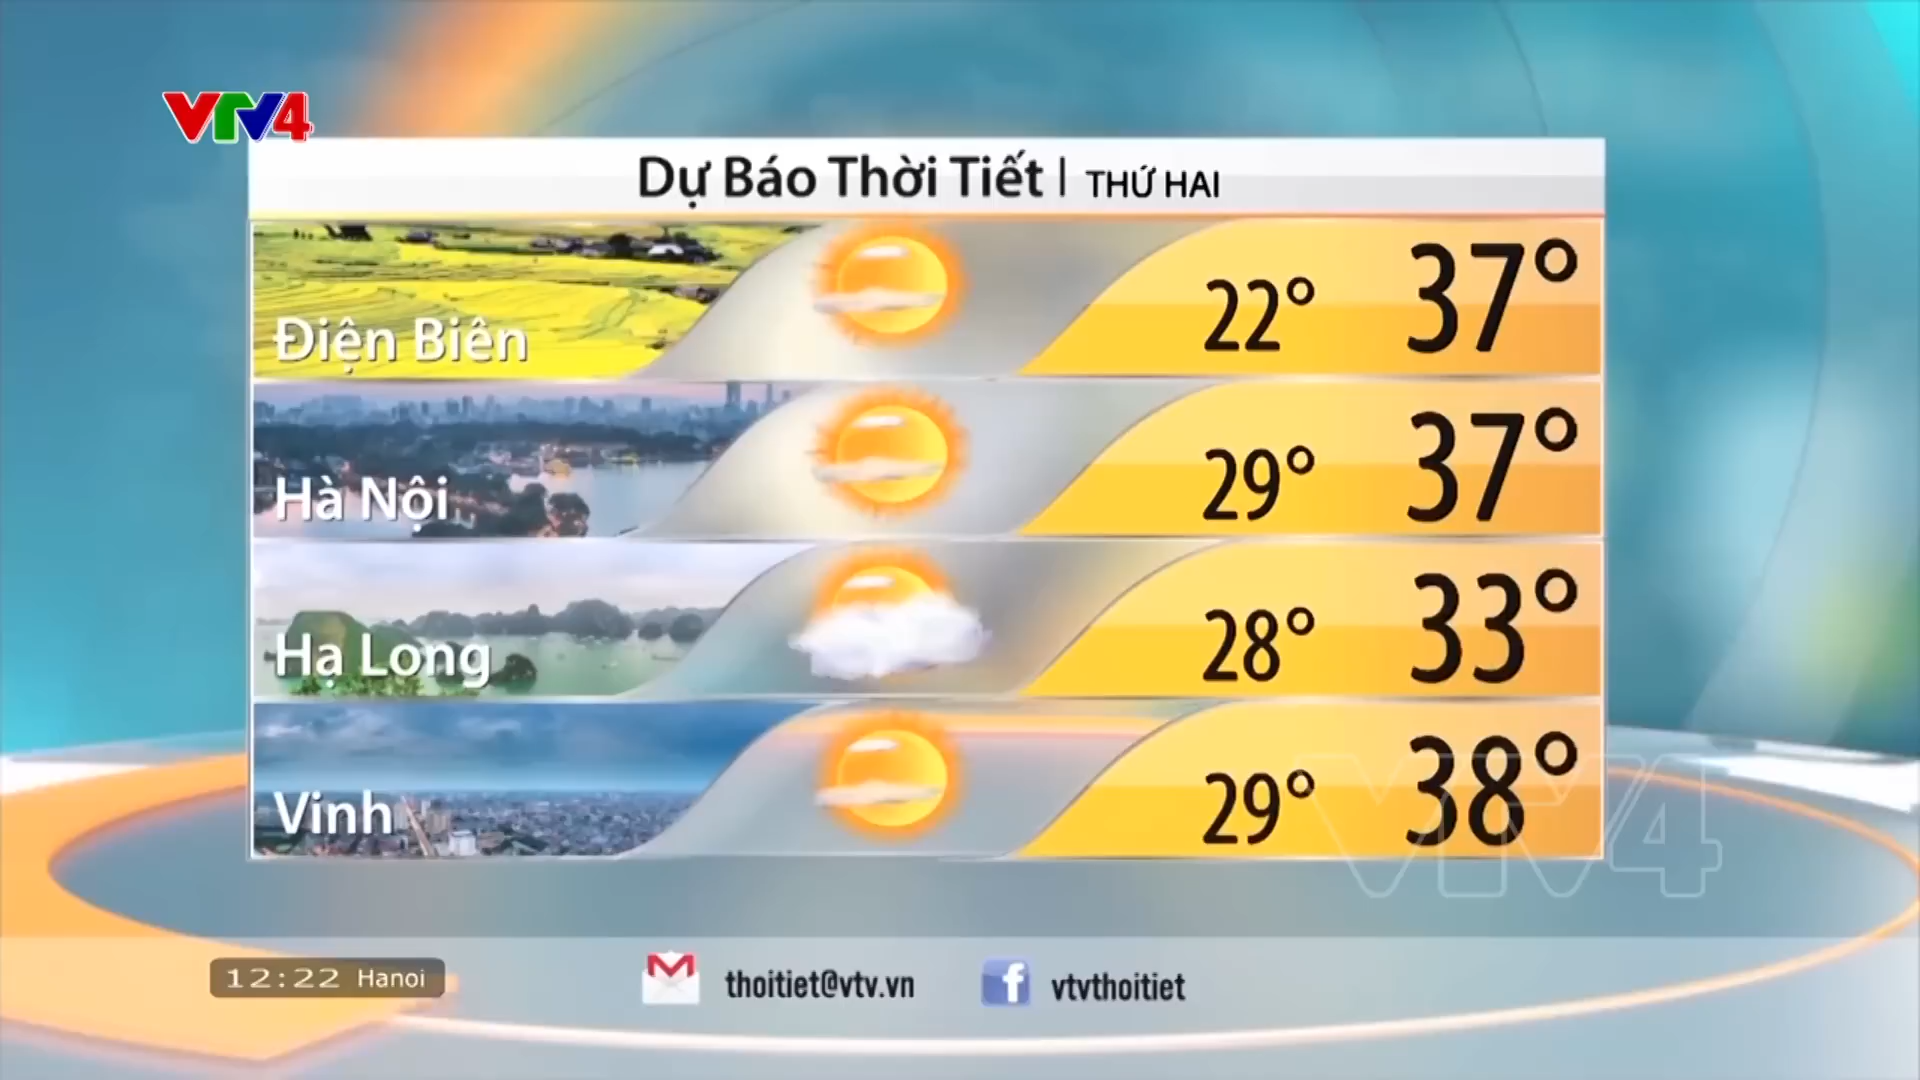 VTV4
Dự Báo Thời Tiết | THỨ HAI
Điện Biên 22° 37°
Hà Nội 29° 37°
Hạ Long 28° 33°
Vinh 29° 38°
VTV4
12:22 Hanoi
thoitiet@vtv.vn
f vtvthoitiet